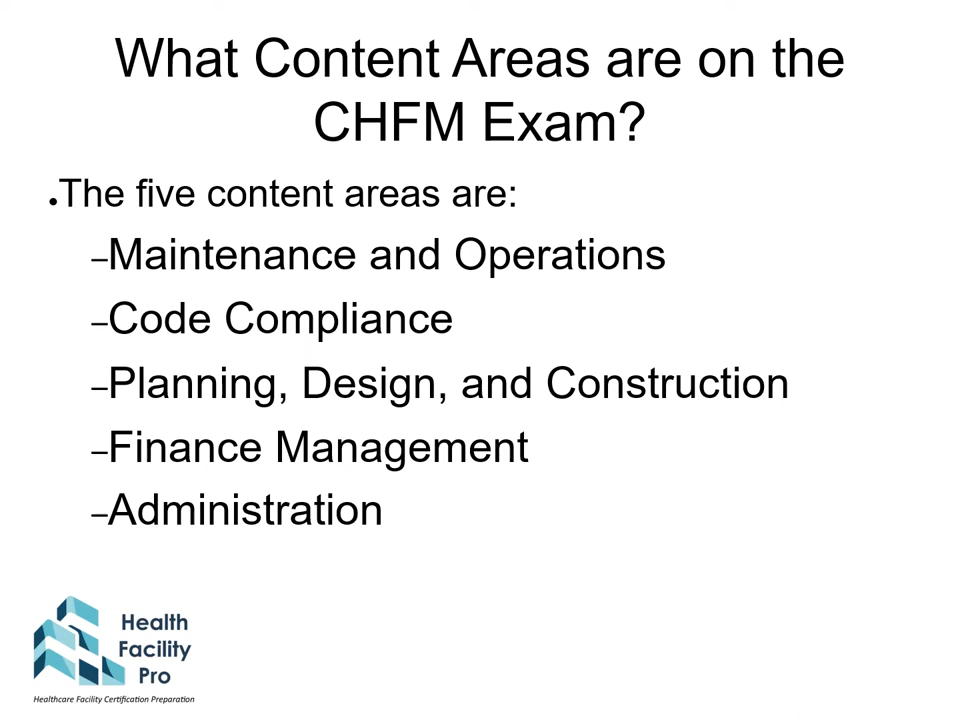 What Content Areas are on the
CHFM Exam?
●The five content areas are:
–Maintenance and Operations
–Code Compliance
–Planning, Design, and Construction
–Finance Management
–Administration
Health
Facility
Pro
Healthcare Facility Certification Preparation